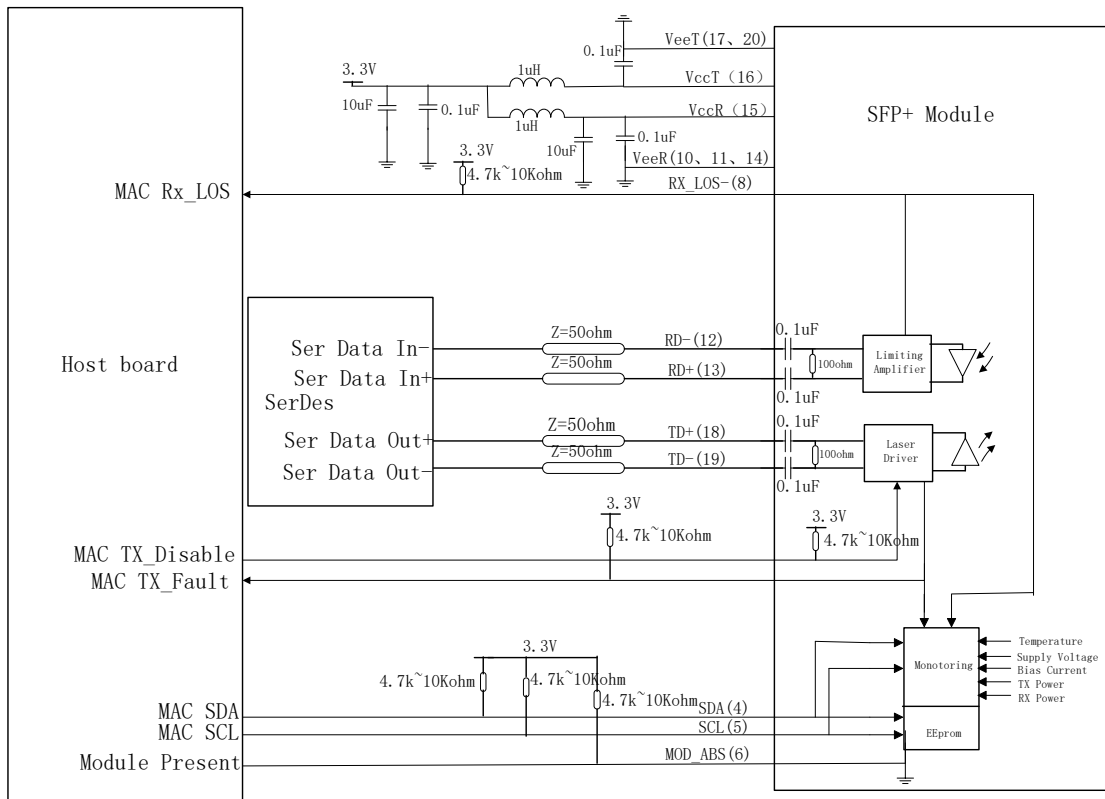 VeeT(17、20)
0.1uF
3.3V
1uH
VccT (16)
10uF
0.1uF
VccR (15)
SFP+ Module
1uH
0.1uF
10uF
3.3V
VeeR(10、11、14)
4.7k~10Kohm
RX_LOS-(8)
MAC Rx_LOS
0.1uF
Z=50ohm
RD-(12)
Ser Data In-
Limiting
Amplifier
Host board
Z=50ohm
RD+(13)
100ohm
Ser Data In+
0.1uF
SerDes
0.1uF
Z=50ohm
TD+(18)
Ser Data Out+
Laser
Driver
Z=50ohm
TD-(19)
100ohm
Ser Data Out-
0.1uF
3.3V
3.3V
4.7k~10Kohm
4.7k~10Kohm
MAC TX_Disable
MAC TX_Fault
3.3V
Temperature
Supply Voltage
Monotoring
Bias Current
4.7k~10Kohm
4.7k~10Kohm
TX Power
4.7k~10Kohm
RX Power
MAC SDA
SDA(4)
MAC SCL
SCL(5)
EEprom
Module Present
MOD_ABS(6)